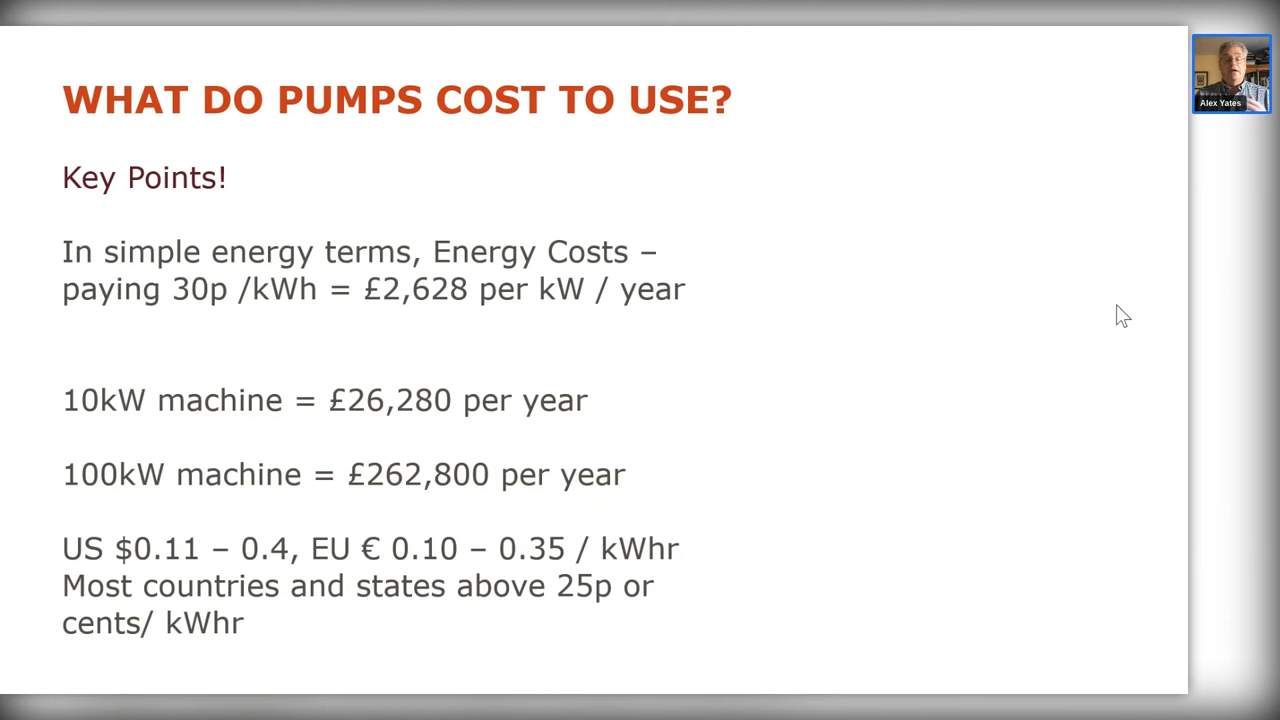 WHAT DO PUMPS COST TO USE?
Alex Yates
Key Points!
In simple energy terms, Energy Costs –
paying 30p /kWh = £2,628 per kW / year
10kW machine = £26,280 per year
100kW machine = £262,800 per year
US $0.11 – 0.4, EU € 0.10 – 0.35 / kWhr
Most countries and states above 25p or
cents/ kWhr